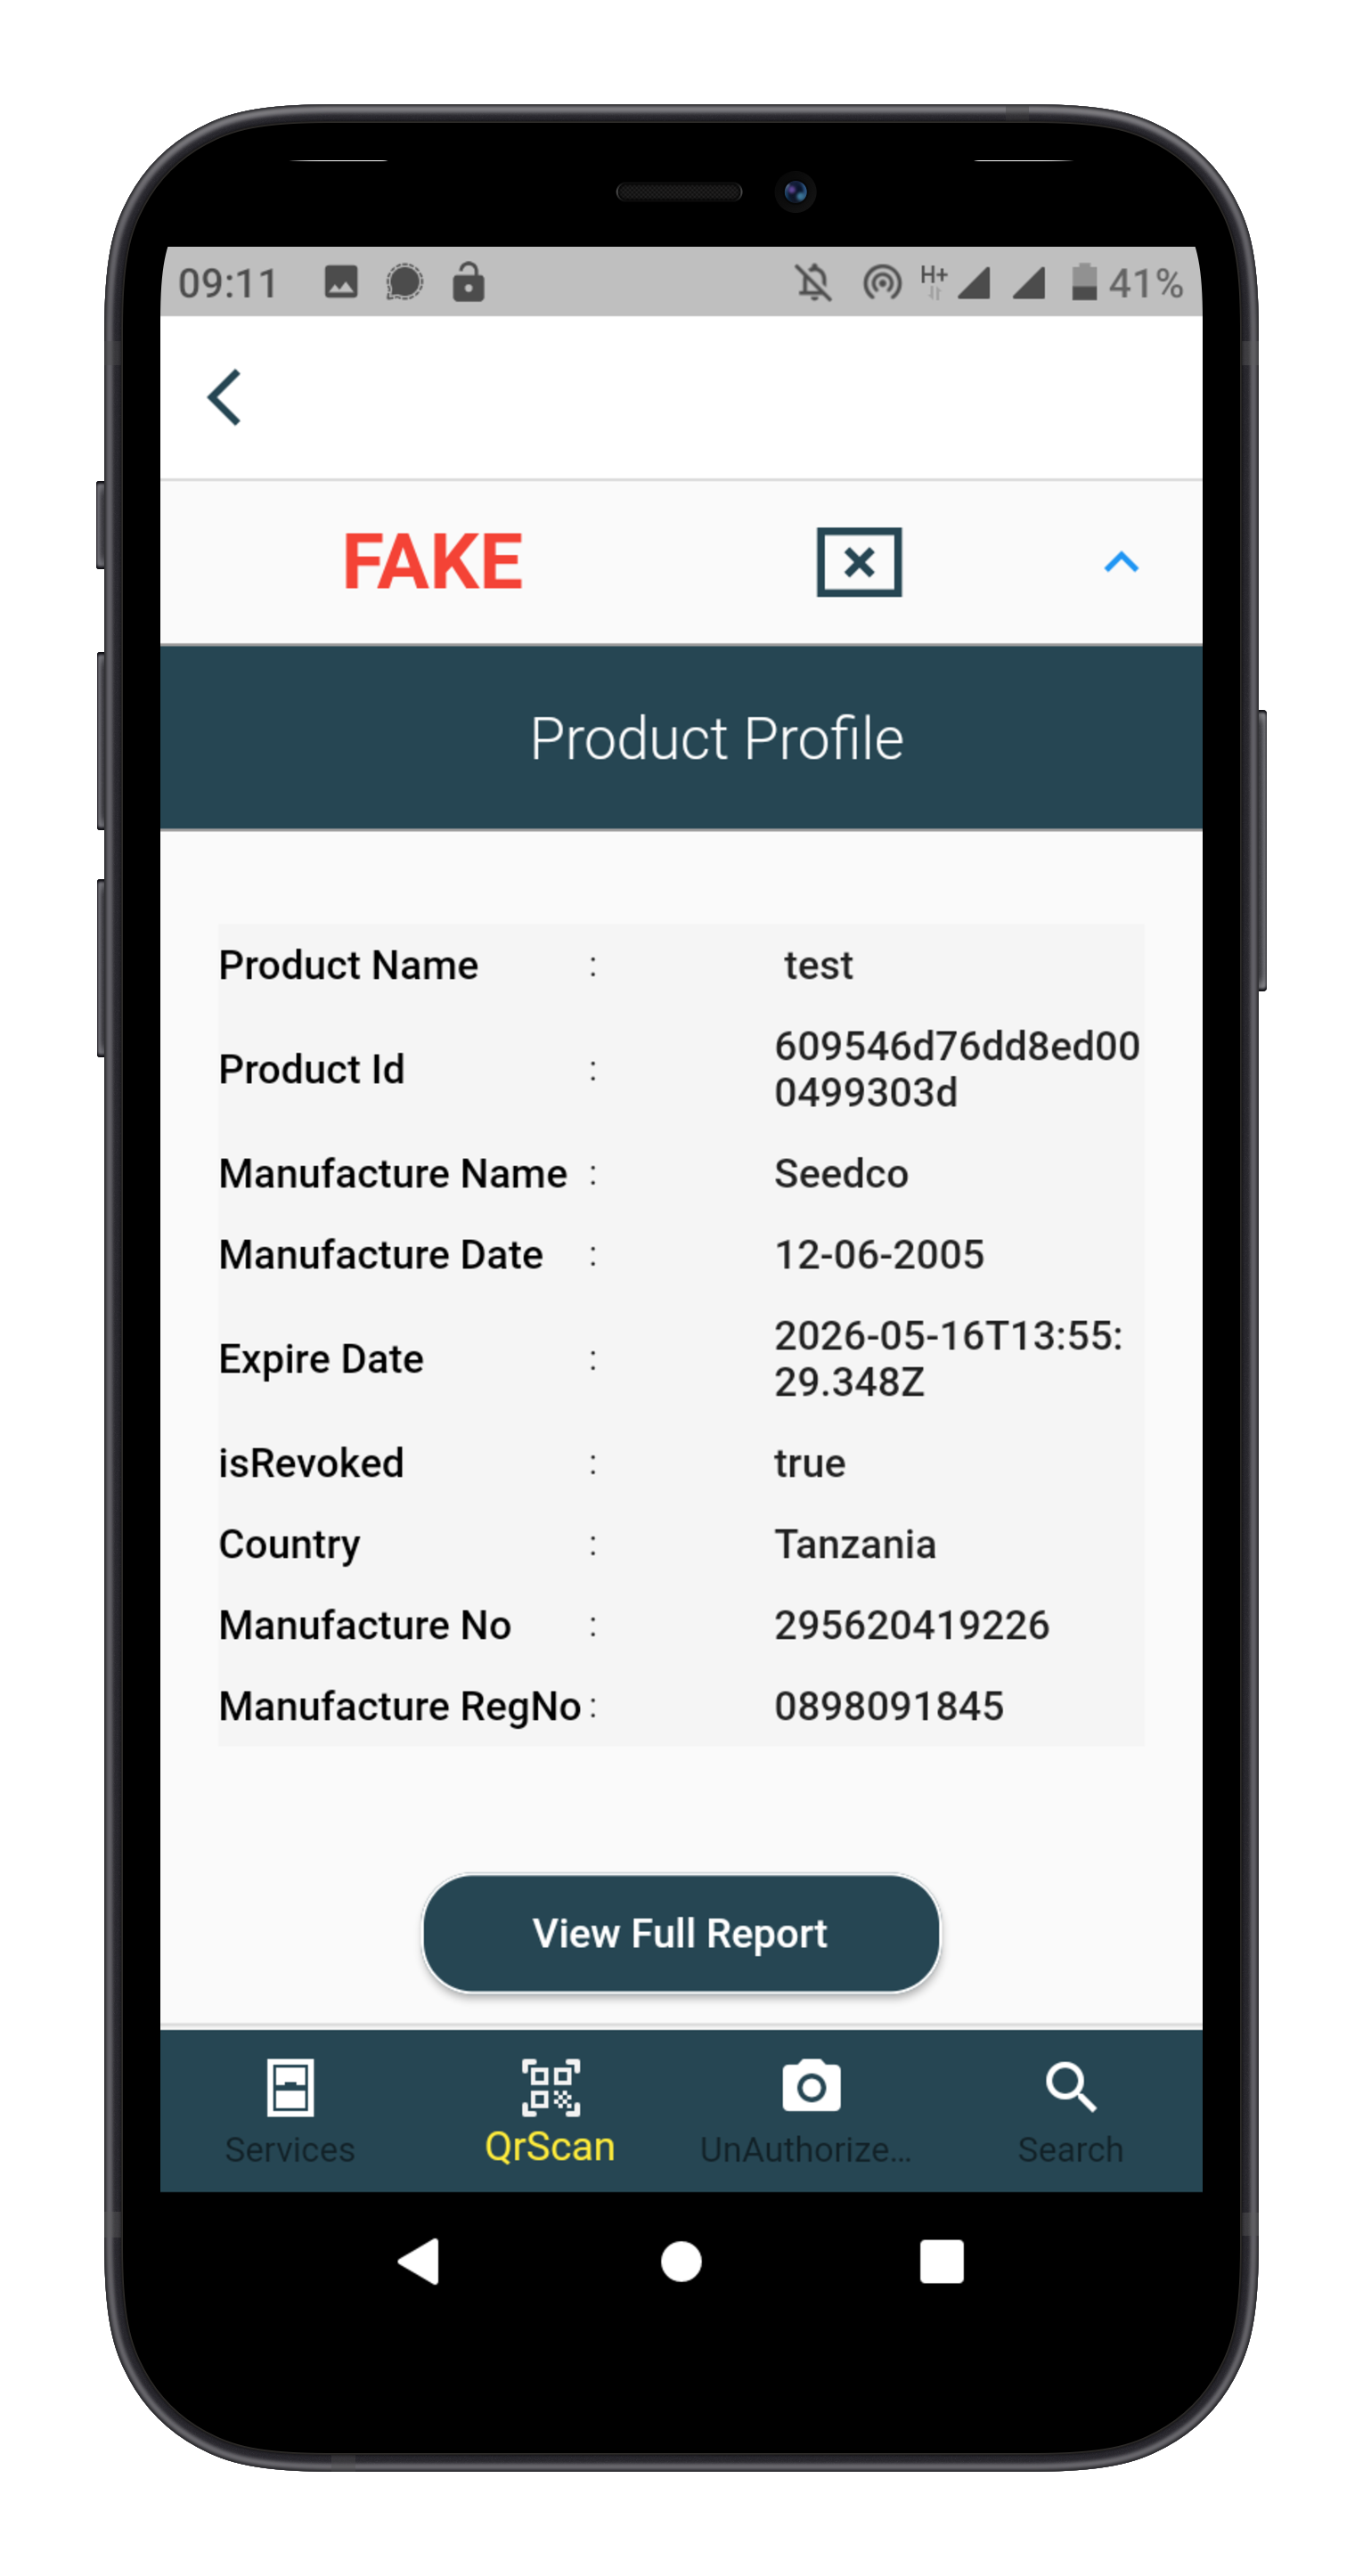 09:11
H+
41%
FAKE
Product Profile
Product Name : test
Product Id : 609546d76dd8ed00
0499303d
Manufacture Name : Seedco
Manufacture Date : 12-06-2005
Expire Date : 2026-05-16T13:55:
29.348Z
isRevoked : true
Country : Tanzania
Manufacture No : 295620419226
Manufacture RegNo : 0898091845
View Full Report
Services
QrScan
UnAuthorize...
Search